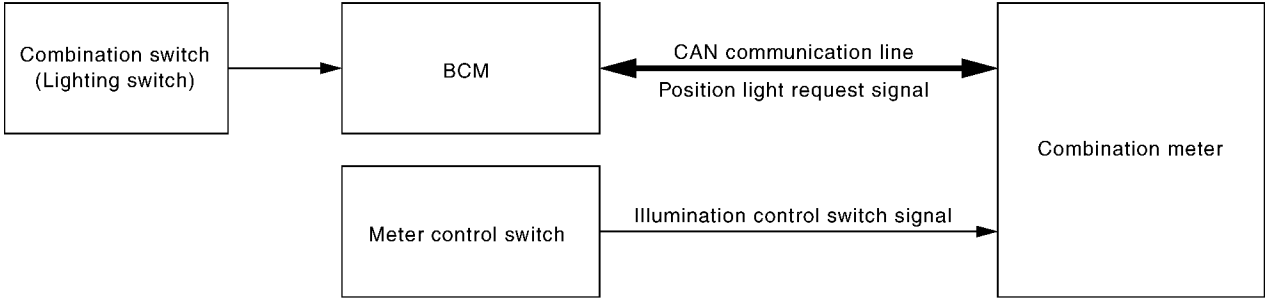 Combination switch
(Lighting switch)
BCM
CAN communication line
Position light request signal
Combination meter
Meter control switch
Illumination control switch signal